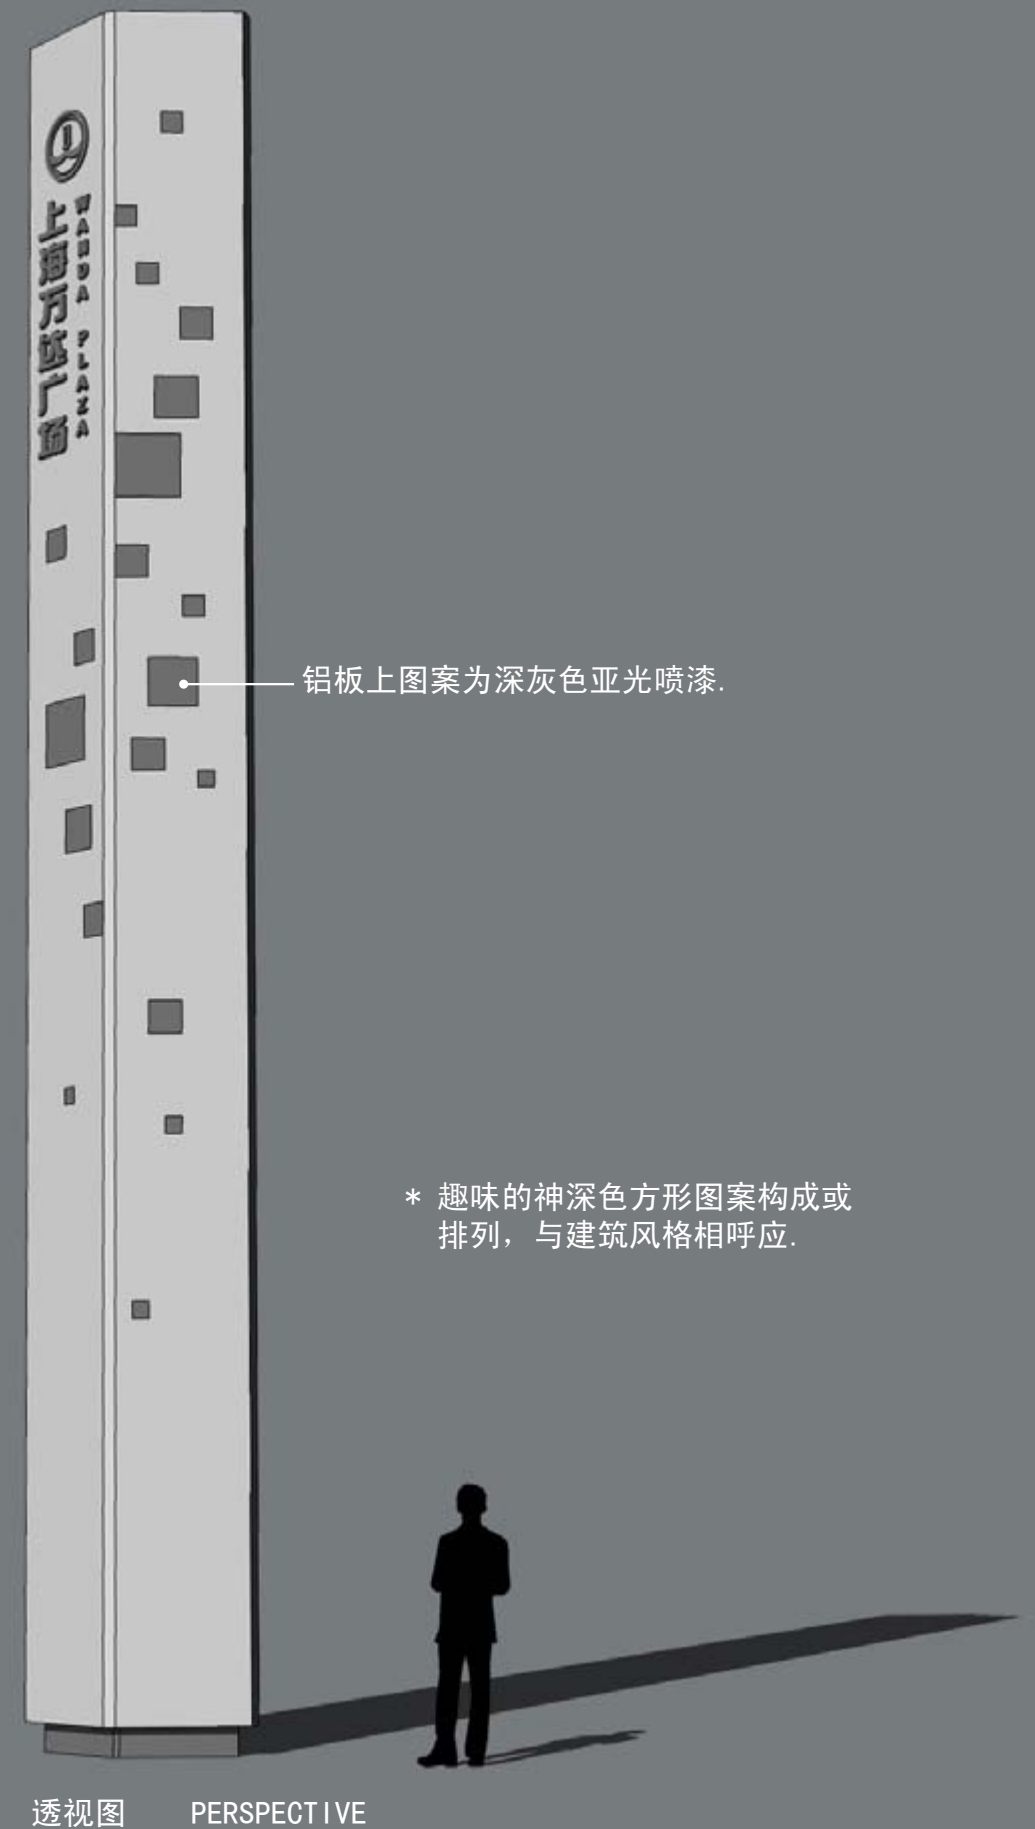 上海万达广场
WANDA PLAZA
铝板上图案为深灰色亚光喷漆.
* 趣味的神深色方形图案构成或
排列，与建筑风格相呼应.
透视图 PERSPECTIVE